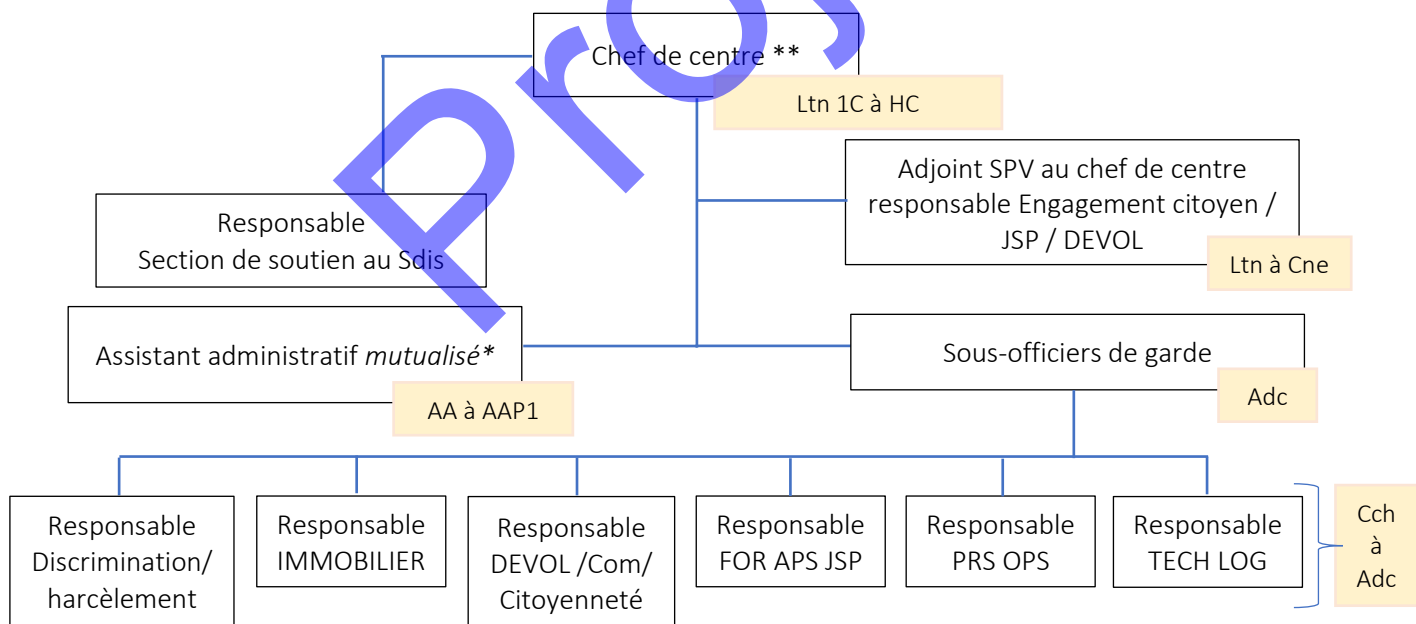 Chef de centre **
Ltn 1C à HC
Adjoint SPV au chef de centre
responsable Engagement citoyen /
JSP / DEVOL
Ltn à Cne
Responsable
Section de soutien au Sdis
Assistant administratif mutualisé*
AA à AAP1
Sous-officiers de garde
Adc
Responsable
Discrimination/
harcèlement
Responsable
IMMOBILIER
Responsable
DEVOL /Com/
Citoyenneté
Responsable
FOR APS JSP
Responsable
PRS OPS
Responsable
TECH LOG
Cch
à
Adc